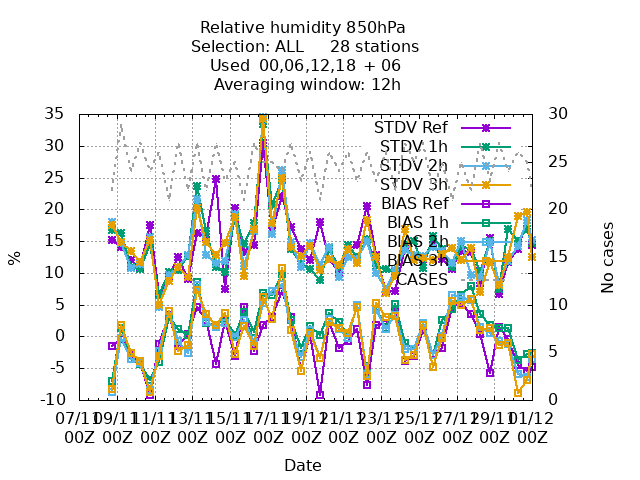 Relative humidity 850hPa
Selection: ALL 28 stations
Used 00,06,12,18 + 06
Averaging window: 12h
35
30
25
20
15
10
5
0
-5
-10
%
30
25
20
15
10
5
0
No cases
STDV Ref
STDV 1h
STDV 2h
STDV 3h
BIAS Ref
BIAS 1h
BIAS 2h
BIAS 3h
CASES
07/11 09/11 11/11 13/11 15/11 17/11 19/11 21/11 23/11 25/11 27/11 29/11 01/12
00Z 00Z 00Z 00Z 00Z 00Z 00Z 00Z 00Z 00Z 00Z 00Z 00Z
Date